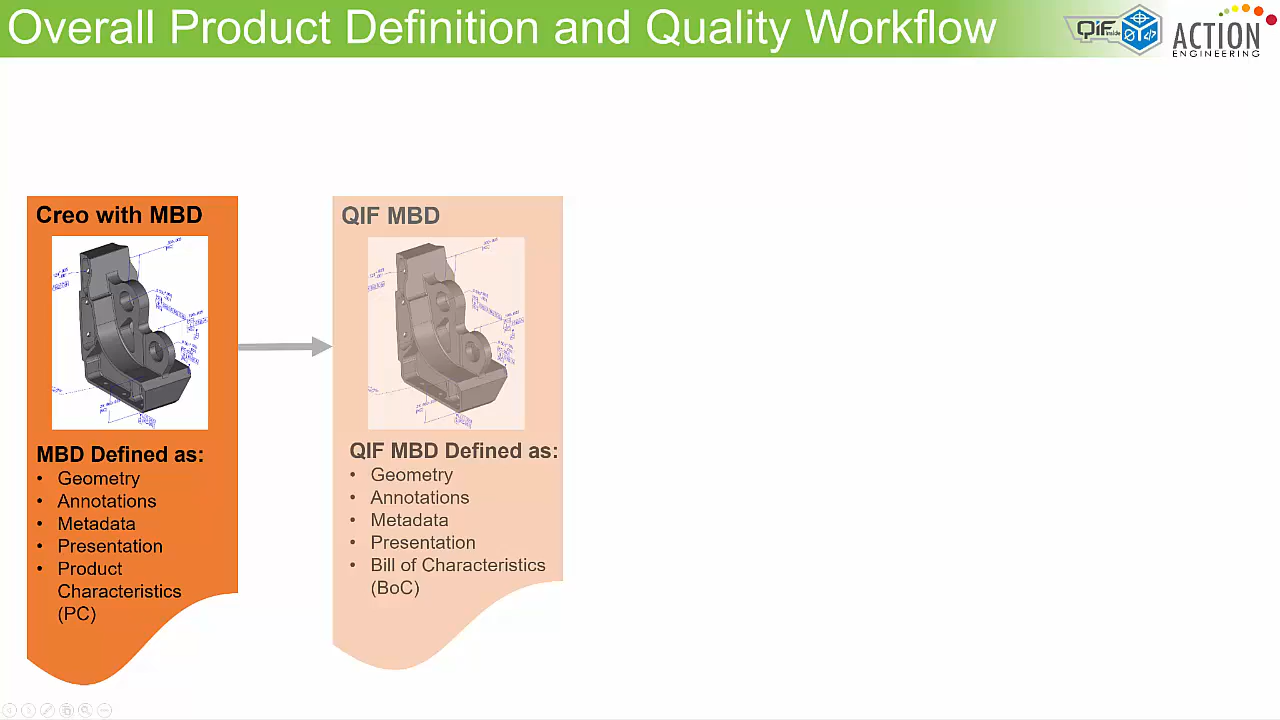 Overall Product Definition and Quality Workflow
QIF
ACTION
ENGINEERING
Creo with MBD
MBD Defined as:
• Geometry
• Annotations
• Metadata
• Presentation
• Product
Characteristics
(PC)
QIF MBD
QIF MBD Defined as:
• Geometry
• Annotations
• Metadata
• Presentation
• Bill of Characteristics
(BoC)